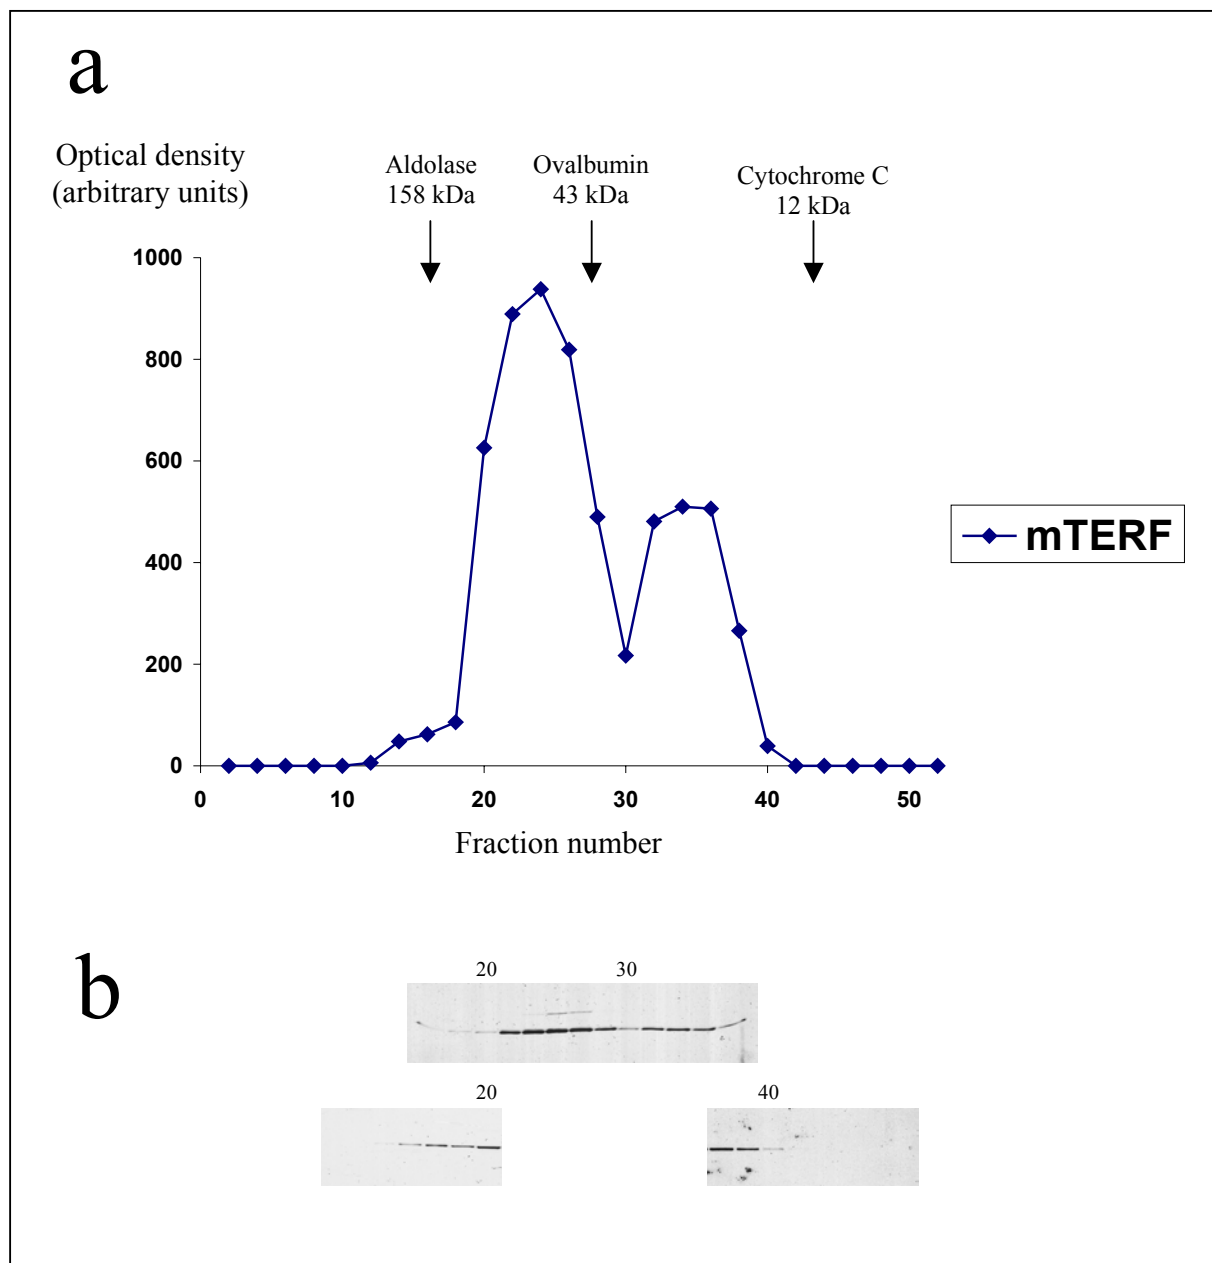 a
Optical density
(arbitrary units)
Aldolase
158 kDa
Ovalbumin
43 kDa
Cytochrome C
12 kDa
1000
800
600
400
200
0
0 10 20 30 40 50
Fraction number
mTERF
b
20 30
20 40